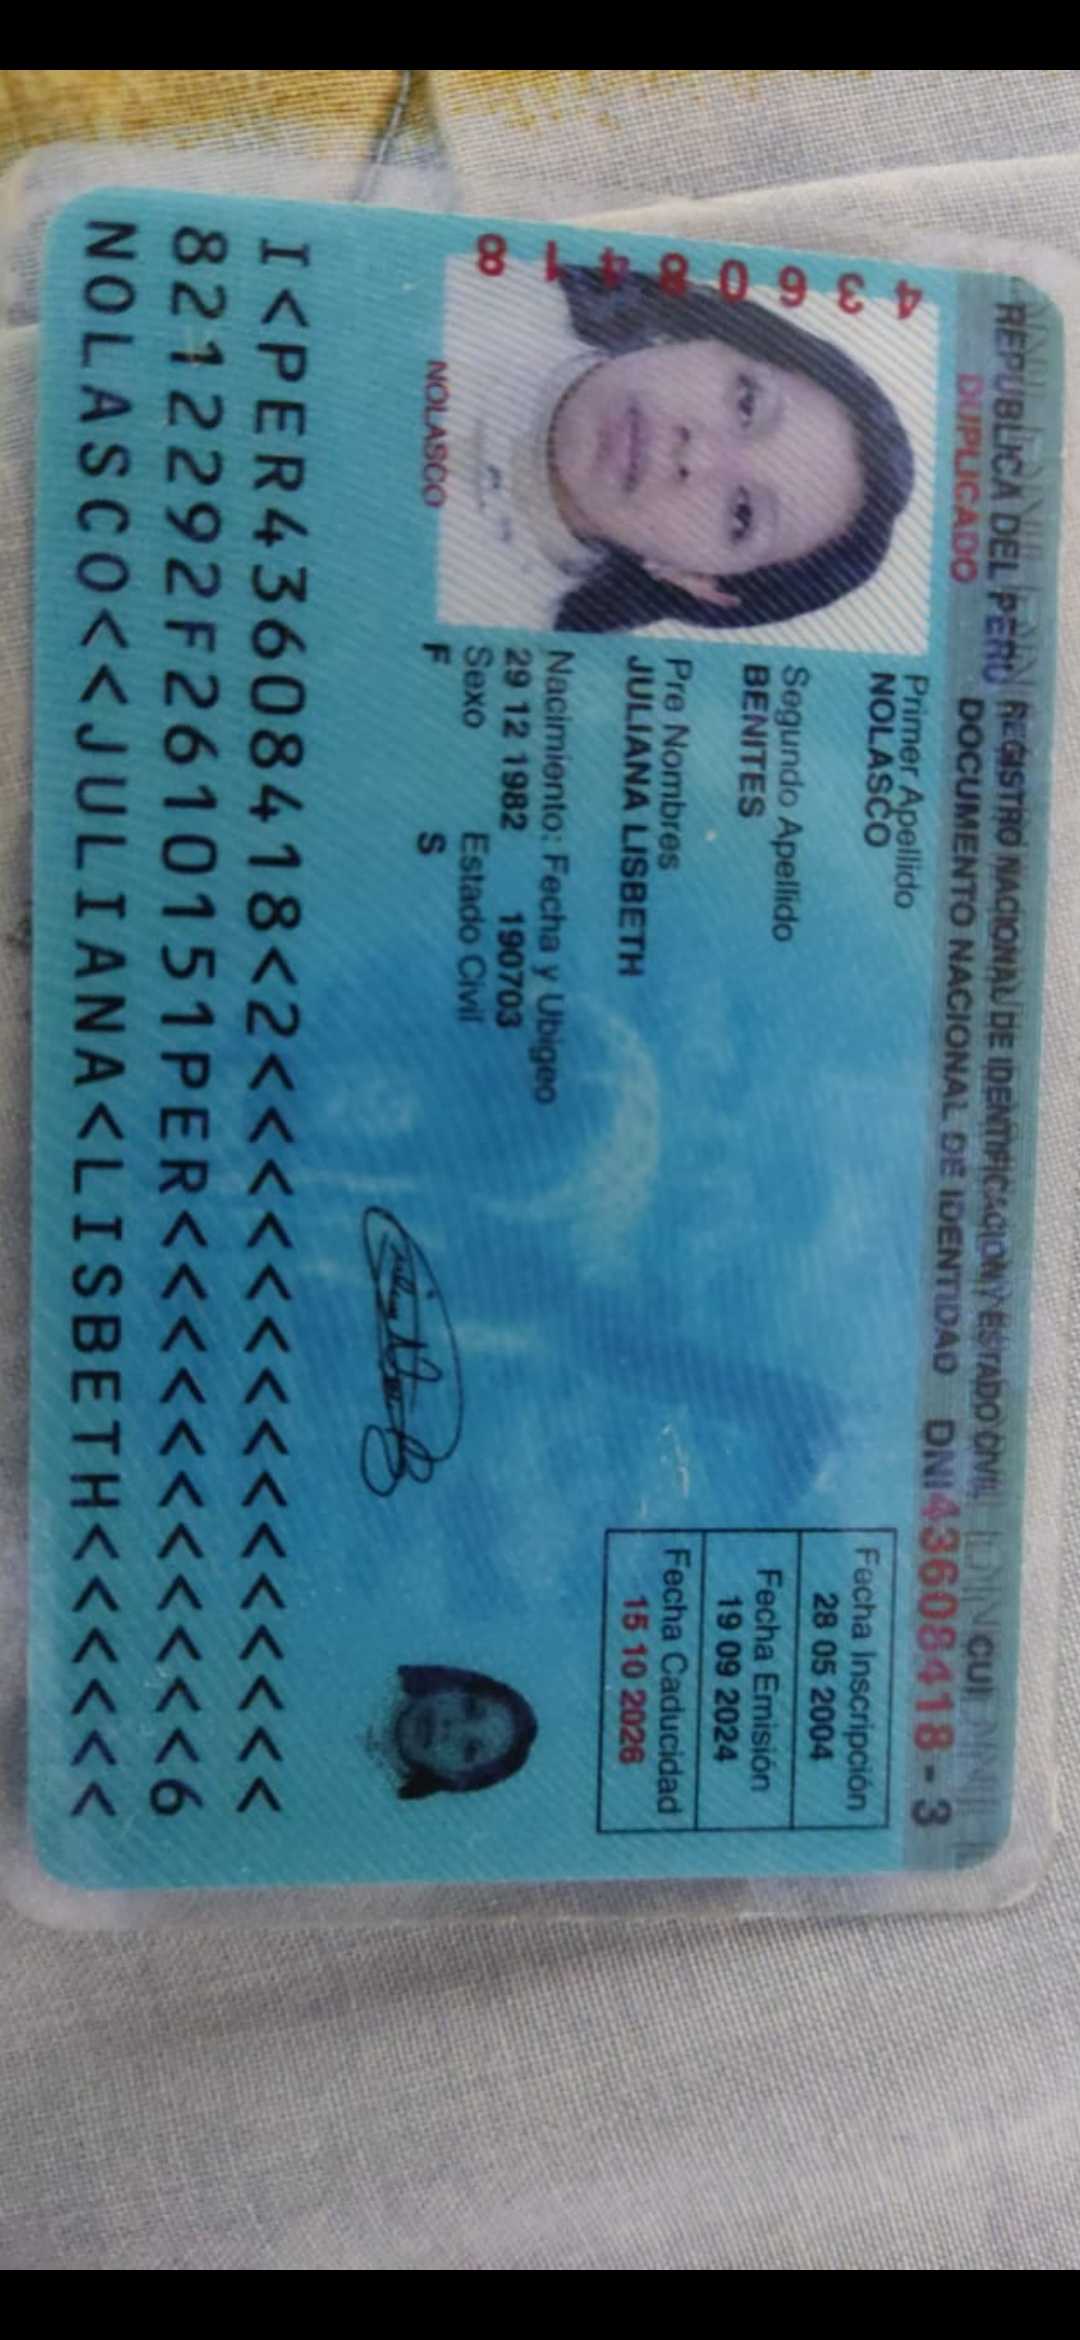 REPUBLICA DEL PERU REGISTRO NACIONAL DE IDENTIFICACION Y ESTADO CIVIL CUI
DUPLICADO DOCUMENTO NACIONAL DE IDENTIDAD DNI 43608418 - 3
43608418
NOLASCO
Primer Apellido
NOLASCO
Segundo Apellido
BENITES
Pre Nombres
JULIANA LISBETH
Nacimiento: Fecha y Ubigeo
29 12 1982 190703
Sexo Estado Civil
F S
Fecha Inscripción
28 05 2004
Fecha Emisión
19 09 2024
Fecha Caducidad
15 10 2026
I<PER43608418<2<<<<<<<<<<<<<<<
8212292F2610151PER<<<<<<<<<<<6
NOLASCO<<JULIANA<LISBETH<<<<<<